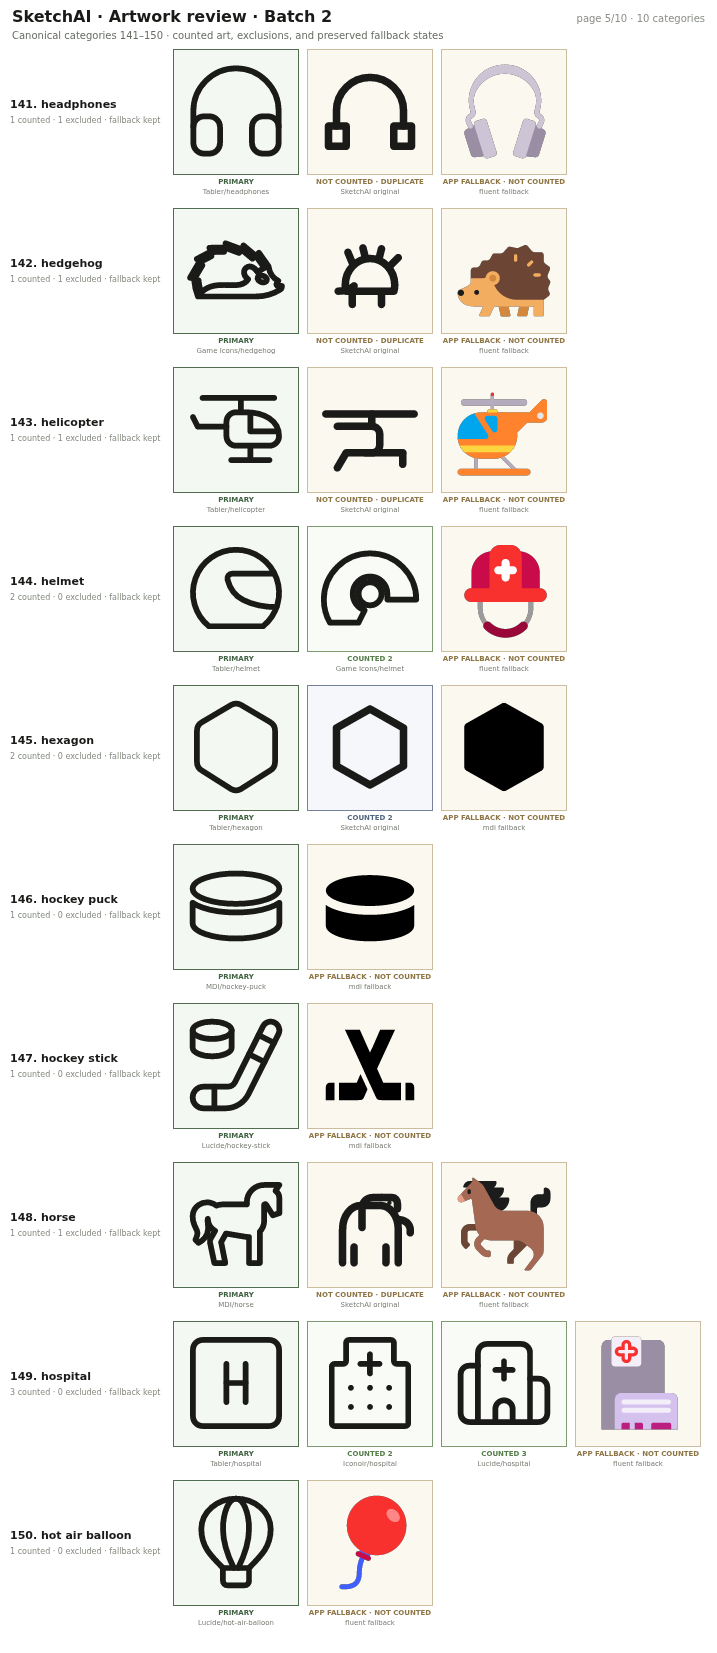 SketchAI · Artwork review · Batch 2
page 5/10 · 10 categories
Canonical categories 141–150 · counted art, exclusions, and preserved fallback states
141. headphones
1 counted · 1 excluded · fallback kept
PRIMARY
Tabler/headphones
NOT COUNTED · DUPLICATE
SketchAI original
APP FALLBACK · NOT COUNTED
fluent fallback
142. hedgehog
1 counted · 1 excluded · fallback kept
PRIMARY
Game Icons/hedgehog
NOT COUNTED · DUPLICATE
SketchAI original
APP FALLBACK · NOT COUNTED
fluent fallback
143. helicopter
1 counted · 1 excluded · fallback kept
PRIMARY
Tabler/helicopter
NOT COUNTED · DUPLICATE
SketchAI original
APP FALLBACK · NOT COUNTED
fluent fallback
144. helmet
2 counted · 0 excluded · fallback kept
PRIMARY
Tabler/helmet
COUNTED 2
Game Icons/helmet
APP FALLBACK · NOT COUNTED
fluent fallback
145. hexagon
2 counted · 0 excluded · fallback kept
PRIMARY
Tabler/hexagon
COUNTED 2
SketchAI original
APP FALLBACK · NOT COUNTED
mdi fallback
146. hockey puck
1 counted · 0 excluded · fallback kept
PRIMARY
MDI/hockey-puck
APP FALLBACK · NOT COUNTED
mdi fallback
147. hockey stick
1 counted · 0 excluded · fallback kept
PRIMARY
Lucide/hockey-stick
APP FALLBACK · NOT COUNTED
mdi fallback
148. horse
1 counted · 1 excluded · fallback kept
PRIMARY
MDI/horse
NOT COUNTED · DUPLICATE
SketchAI original
APP FALLBACK · NOT COUNTED
fluent fallback
149. hospital
3 counted · 0 excluded · fallback kept
H
PRIMARY
Tabler/hospital
COUNTED 2
Iconoir/hospital
COUNTED 3
Lucide/hospital
APP FALLBACK · NOT COUNTED
fluent fallback
150. hot air balloon
1 counted · 0 excluded · fallback kept
PRIMARY
Lucide/hot-air-balloon
APP FALLBACK · NOT COUNTED
fluent fallback